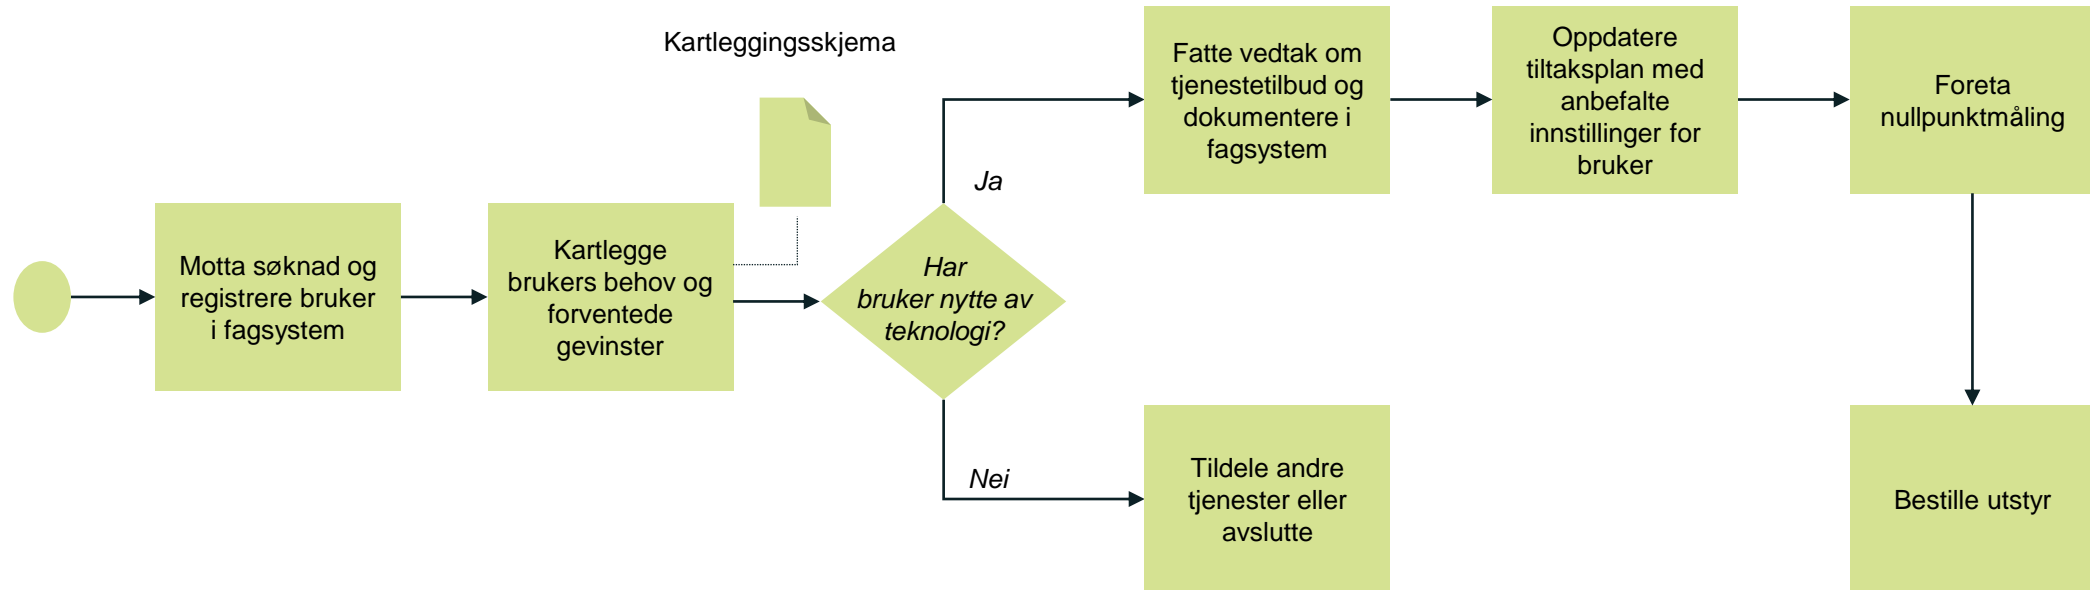 Motta søknad og
registrere bruker
i fagsystem
Kartlegge
brukers behov og
forventede
gevinster
Kartleggingsskjema
Har
bruker nytte av
teknologi?
Ja
Fatte vedtak om
tjenestetilbud og
dokumentere i
fagsystem
Oppdatere
tiltaksplan med
anbefalte
innstillinger for
bruker
Foreta
nullpunktmåling
Bestille utstyr
Nei
Tildele andre
tjenester eller
avslutte